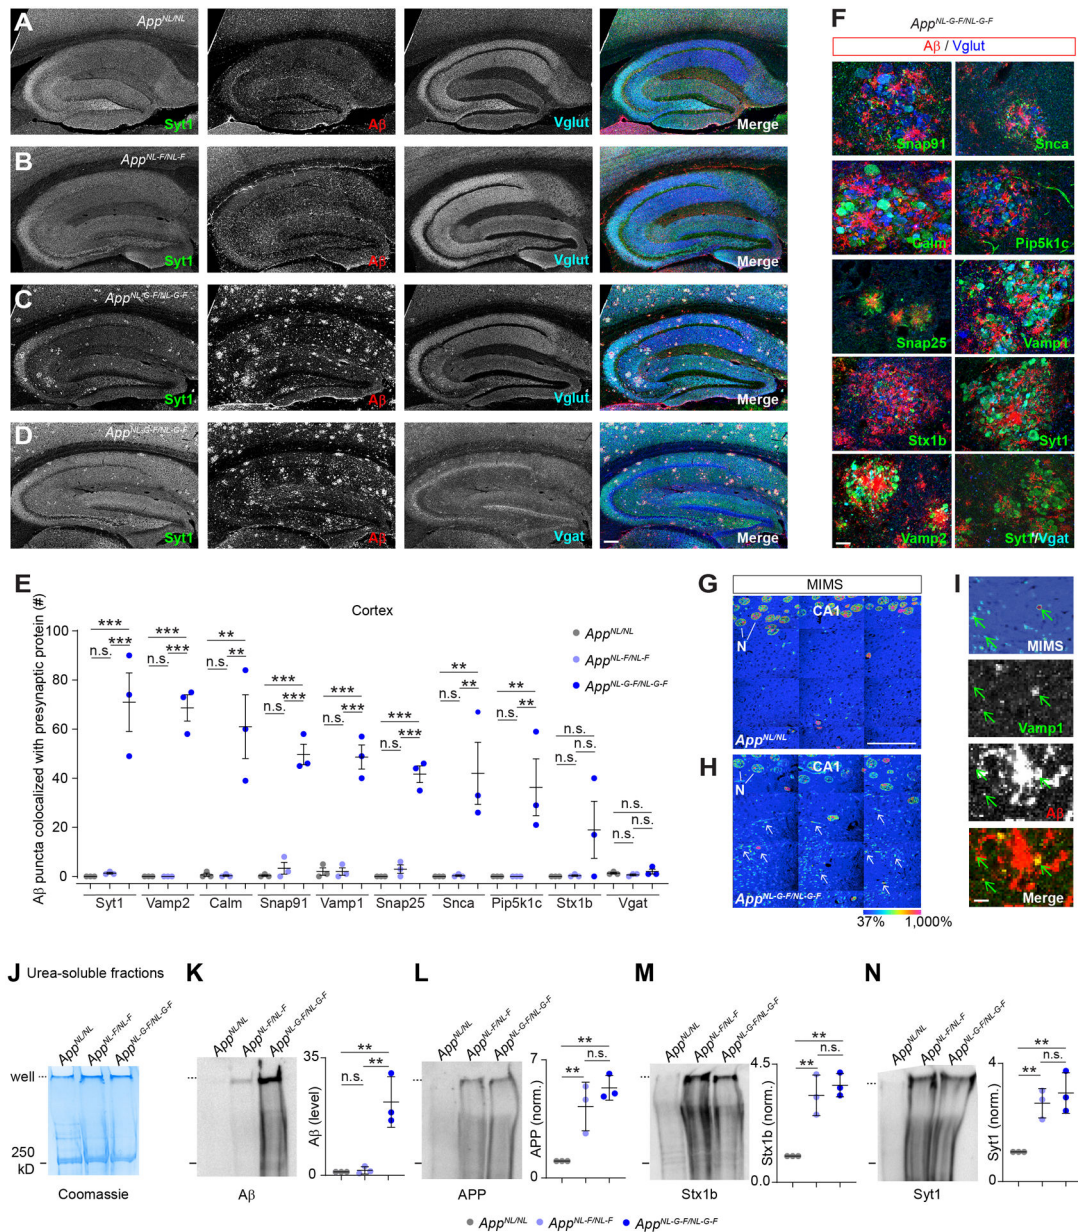 A
App^NL/NL
Syt1
Aβ
Vglut
Merge
B
App^NL-F/NL-F
Syt1
Aβ
Vglut
Merge
C
App^NL-G-F/NL-G-F
Syt1
Aβ
Vglut
Merge
D
App^NL-G-F/NL-G-F
Syt1
Aβ
Vgat
Merge
F
App^NL-G-F/NL-G-F
Aβ / Vglut
Snap91
Snca
Calm
Pip5k1c
Snap25
Vamp1
Stx1b
Syt1
Vamp2
Syt1/Vgat
E
Cortex
Aβ puncta colocalized with presynaptic protein (#)
100
80
60
40
20
0
*** *** ** *** *** *** ** ** n.s. n.s.
*** *** ** *** *** *** ** ** n.s. n.s.
n.s. n.s. n.s. n.s. n.s. n.s. n.s. n.s. n.s. n.s.
App^NL/NL
App^NL-F/NL-F
App^NL-G-F/NL-G-F
Syt1 Vamp2 Calm Snap91 Vamp1 Snap25 Snca Pip5k1c Stx1b Vgat
G
MIMS
CA1
N
App^NL/NL
H
CA1
N
App^NL-G-F/NL-G-F
37% 1,000%
I
MIMS
Vamp1
Aβ
Merge
J Urea-soluble fractions
App^NL/NL
App^NL-F/NL-F
App^NL-G-F/NL-G-F
well
250
kD
Coomassie
K
App^NL/NL
App^NL-F/NL-F
App^NL-G-F/NL-G-F
Aβ
Aβ (level)
35
0
**
**
n.s.
L
App^NL/NL
App^NL-F/NL-F
App^NL-G-F/NL-G-F
APP
APP (norm.)
7
0
**
n.s.
**
M
App^NL/NL
App^NL-F/NL-F
App^NL-G-F/NL-G-F
Stx1b
Stx1b (norm.)
4.5
0
**
n.s.
**
N
App^NL/NL
App^NL-F/NL-F
App^NL-G-F/NL-G-F
Syt1
Syt1 (norm.)
4
0
**
n.s.
**
App^NL/NL App^NL-F/NL-F App^NL-G-F/NL-G-F